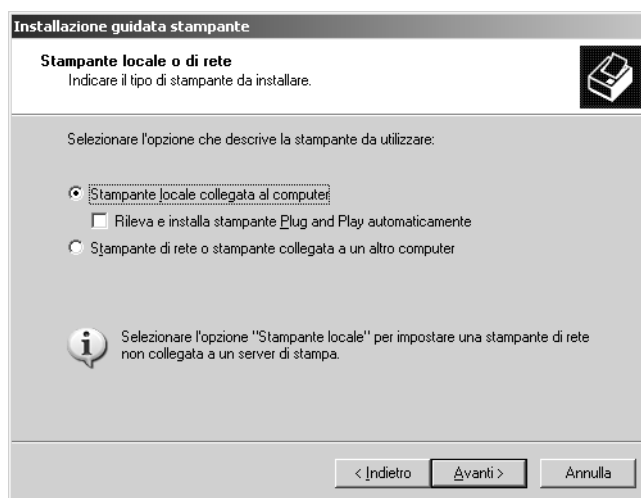 Installazione guidata stampante
Stampante locale o di rete
Indicare il tipo di stampante da installare.
Selezionare l'opzione che descrive la stampante da utilizzare:
Stampante locale collegata al computer
Rileva e installa stampante Plug and Play automaticamente
Stampante di rete o stampante collegata a un altro computer
Selezionare l'opzione "Stampante locale" per impostare una stampante di rete
non collegata a un server di stampa.
< Indietro Avanti > Annulla